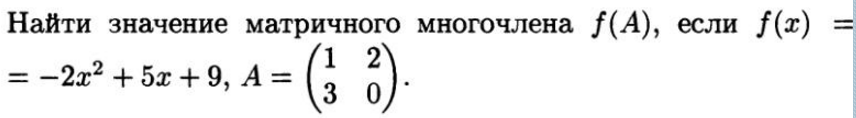 Найти значение матричного многочлена f(A), если f(x) =
= −2x² + 5x + 9, A = (1 2
3 0).